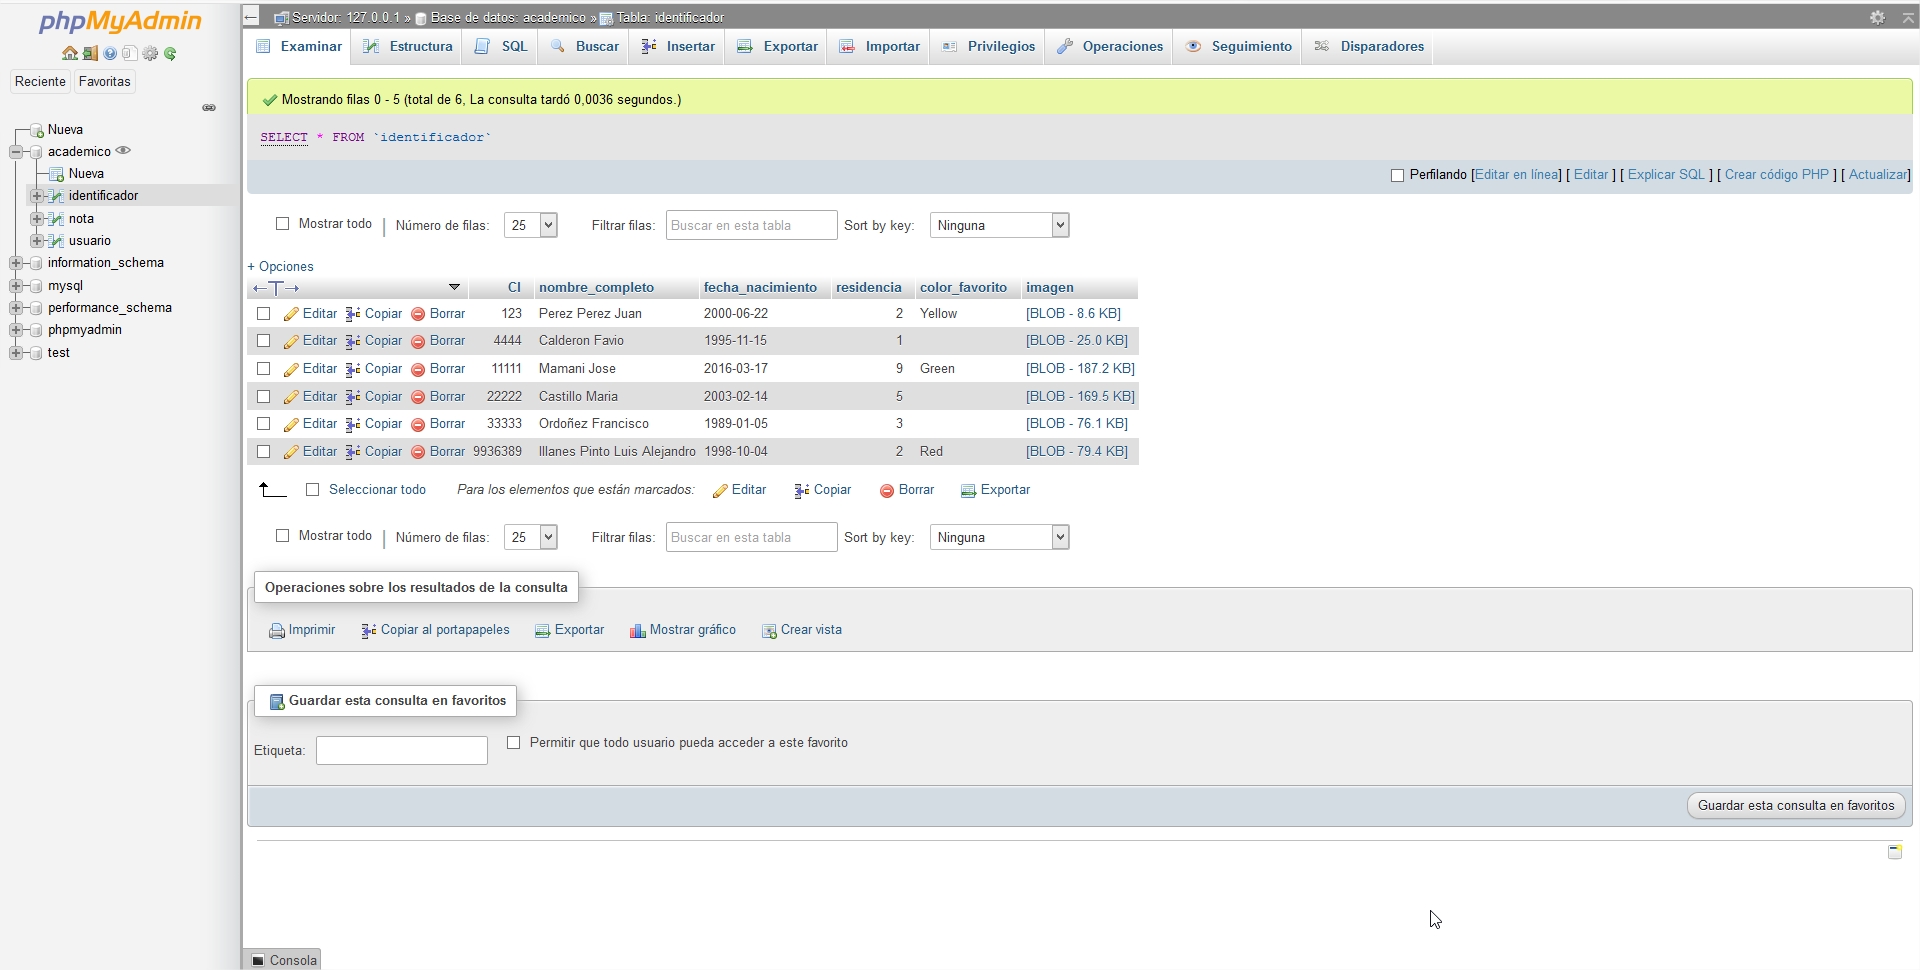 phpMyAdmin
Reciente Favoritas
Nueva
academico
Nueva
identificador
nota
usuario
information_schema
mysql
performance_schema
phpmyadmin
test
Servidor: 127.0.0.1 » Base de datos: academico » Tabla: identificador
Examinar Estructura SQL Buscar Insertar Exportar Importar Privilegios Operaciones Seguimiento Disparadores
Mostrando filas 0 - 5 (total de 6, La consulta tardó 0,0036 segundos.)
SELECT * FROM `identificador`
Perfilando [Editar en línea] [ Editar ] [ Explicar SQL ] [ Crear código PHP ] [ Actualizar]
Mostrar todo | Número de filas: 25 Filtrar filas: Buscar en esta tabla Sort by key: Ninguna
+ Opciones
←T→ CI nombre_completo fecha_nacimiento residencia color_favorito imagen
Editar Copiar Borrar 123 Perez Perez Juan 2000-06-22 2 Yellow [BLOB - 8.6 KB]
Editar Copiar Borrar 4444 Calderon Favio 1995-11-15 1 [BLOB - 25.0 KB]
Editar Copiar Borrar 11111 Mamani Jose 2016-03-17 9 Green [BLOB - 187.2 KB]
Editar Copiar Borrar 22222 Castillo Maria 2003-02-14 5 [BLOB - 169.5 KB]
Editar Copiar Borrar 33333 Ordoñez Francisco 1989-01-05 3 [BLOB - 76.1 KB]
Editar Copiar Borrar 9936389 Illanes Pinto Luis Alejandro 1998-10-04 2 Red [BLOB - 79.4 KB]
Seleccionar todo Para los elementos que están marcados: Editar Copiar Borrar Exportar
Mostrar todo | Número de filas: 25 Filtrar filas: Buscar en esta tabla Sort by key: Ninguna
Operaciones sobre los resultados de la consulta
Imprimir Copiar al portapapeles Exportar Mostrar gráfico Crear vista
Guardar esta consulta en favoritos
Etiqueta: Permitir que todo usuario pueda acceder a este favorito
Guardar esta consulta en favoritos
Consola